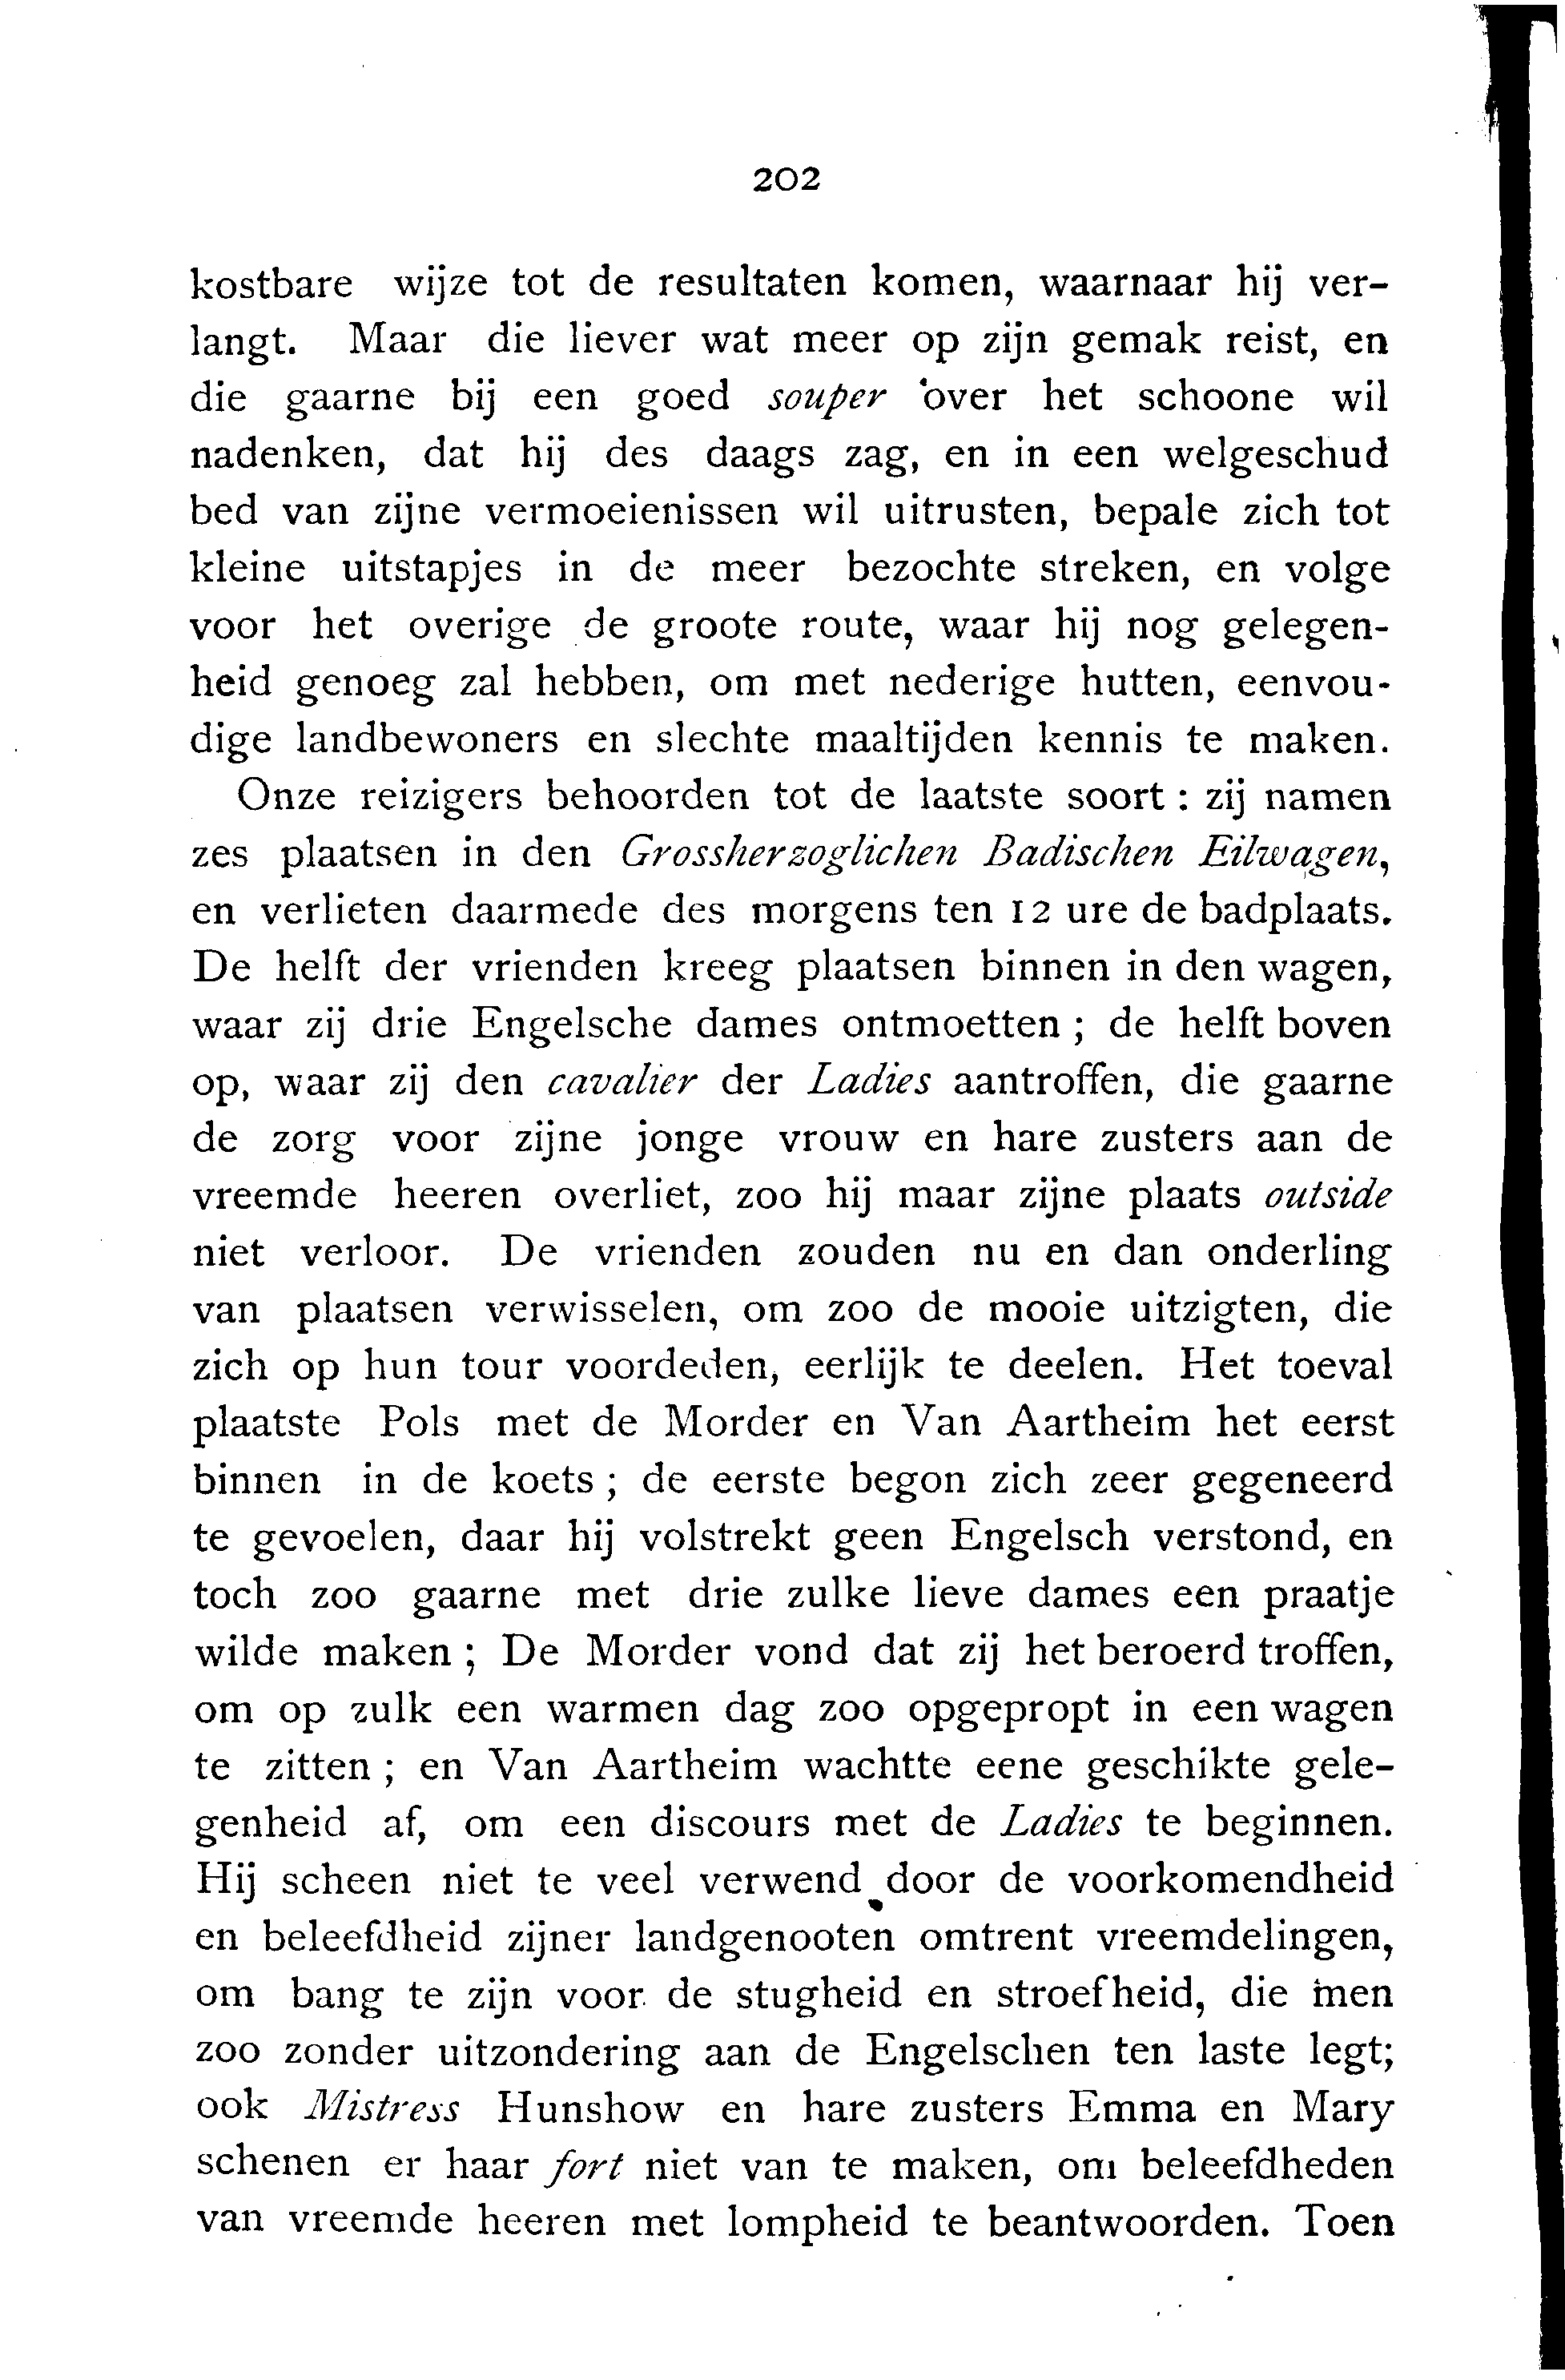 202
kostbare wijze tot de resultaten komen, waarnaar hij ver-
langt. Maar die liever wat meer op zijn gemak reist, en
die gaarne bij een goed souper over het schoone wil
nadenken, dat hij des daags zag, en in een welgeschud
bed van zijne vermoeienissen wil uitrusten, bepale zich tot
kleine uitstapjes in de meer bezochte streken, en volge
voor het overige de groote route, waar hij nog gelegen-
heid genoeg zal hebben, om met nederige hutten, eenvou-
dige landbewoners en slechte maaltijden kennis te maken.
Onze reizigers behoorden tot de laatste soort : zij namen
zes plaatsen in den Grossherzoglichen Badischen Eilwagen,
en verlieten daarmede des morgens ten 12 ure de badplaats.
De helft der vrienden kreeg plaatsen binnen in den wagen,
waar zij drie Engelsche dames ontmoetten ; de helft boven
op, waar zij den cavalier der Ladies aantroffen, die gaarne
de zorg voor zijne jonge vrouw en hare zusters aan de
vreemde heeren overliet, zoo hij maar zijne plaats outside
niet verloor. De vrienden zouden nu en dan onderling
van plaatsen verwisselen, om zoo de mooie uitzigten, die
zich op hun tour voordeden, eerlijk te deelen. Het toeval
plaatste Pols met de Morder en Van Aartheim het eerst
binnen in de koets ; de eerste begon zich zeer gegeneerd
te gevoelen, daar hij volstrekt geen Engelsch verstond, en
toch zoo gaarne met drie zulke lieve dames een praatje
wilde maken ; De Morder vond dat zij het beroerd troffen,
om op zulk een warmen dag zoo opgepropt in een wagen
te zitten ; en Van Aartheim wachtte eene geschikte gele-
genheid af, om een discours met de Ladies te beginnen.
Hij scheen niet te veel verwend door de voorkomendheid
en beleefdheid zijner landgenooten omtrent vreemdelingen,
om bang te zijn voor de stugheid en stroefheid, die men
zoo zonder uitzondering aan de Engelschen ten laste legt;
ook Mistress Hunshow en hare zusters Emma en Mary
schenen er haar fort niet van te maken, om beleefdheden
van vreemde heeren met lompheid te beantwoorden. Toen